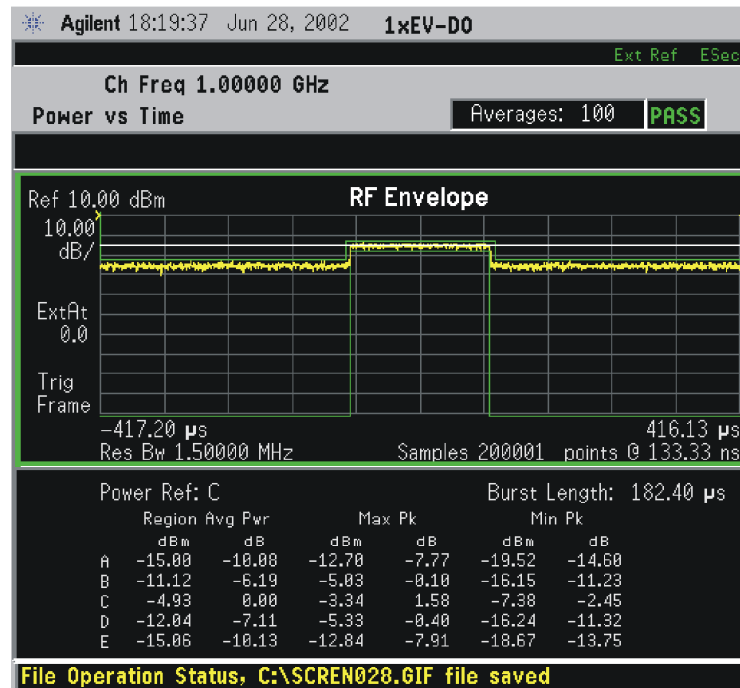 Agilent 18:19:37 Jun 28, 2002 1xEV-DO
Ext Ref ESec
Ch Freq 1.00000 GHz
Power vs Time
Averages: 100 PASS
Ref 10.00 dBm RF Envelope
10.00
dB/
ExtAt
0.0
Trig
Frame
-417.20 µs 416.13 µs
Res Bw 1.50000 MHz Samples 200001 points @ 133.33 ns
Power Ref: C Burst Length: 182.40 µs
Region Avg Pwr Max Pk Min Pk
dBm dB dBm dB dBm dB
A -15.00 -10.08 -12.70 -7.77 -19.52 -14.60
B -11.12 -6.19 -5.03 -0.10 -16.15 -11.23
C -4.93 0.00 -3.34 1.58 -7.38 -2.45
D -12.04 -7.11 -5.33 -0.40 -16.24 -11.32
E -15.06 -10.13 -12.84 -7.91 -18.67 -13.75
File Operation Status, C:\SCREN028.GIF file saved